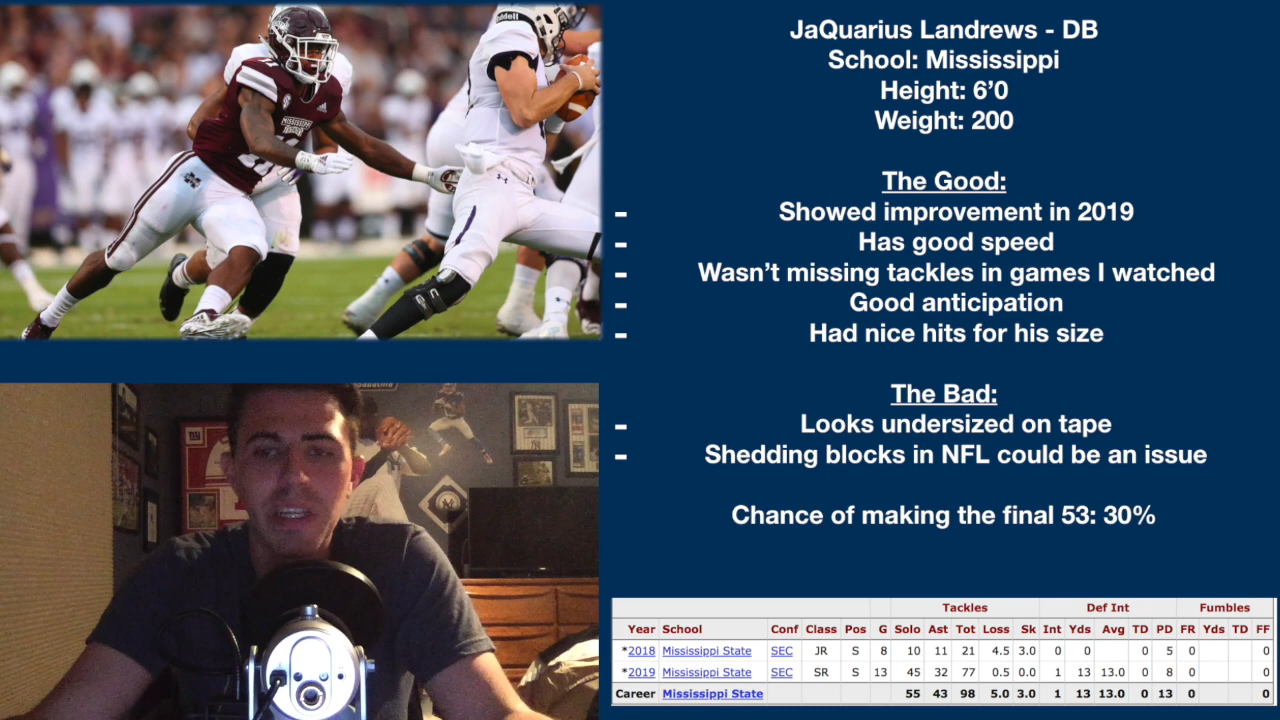 JaQuarius Landrews - DB
School: Mississippi
Height: 6’0
Weight: 200
The Good:
- Showed improvement in 2019
- Has good speed
- Wasn’t missing tackles in games I watched
- Good anticipation
- Had nice hits for his size
The Bad:
- Looks undersized on tape
- Shedding blocks in NFL could be an issue
Chance of making the final 53: 30%
Tackles Def Int Fumbles
Year School Conf Class Pos G Solo Ast Tot Loss Sk Int Yds Avg TD PD FR Yds TD FF
*2018 Mississippi State SEC JR S 8 10 11 21 4.5 3.0 0 0 0 5 0 0
*2019 Mississippi State SEC SR S 13 45 32 77 0.5 0.0 1 13 13.0 0 8 0 0
Career Mississippi State 55 43 98 5.0 3.0 1 13 13.0 0 13 0 0
MISSISSIPPI